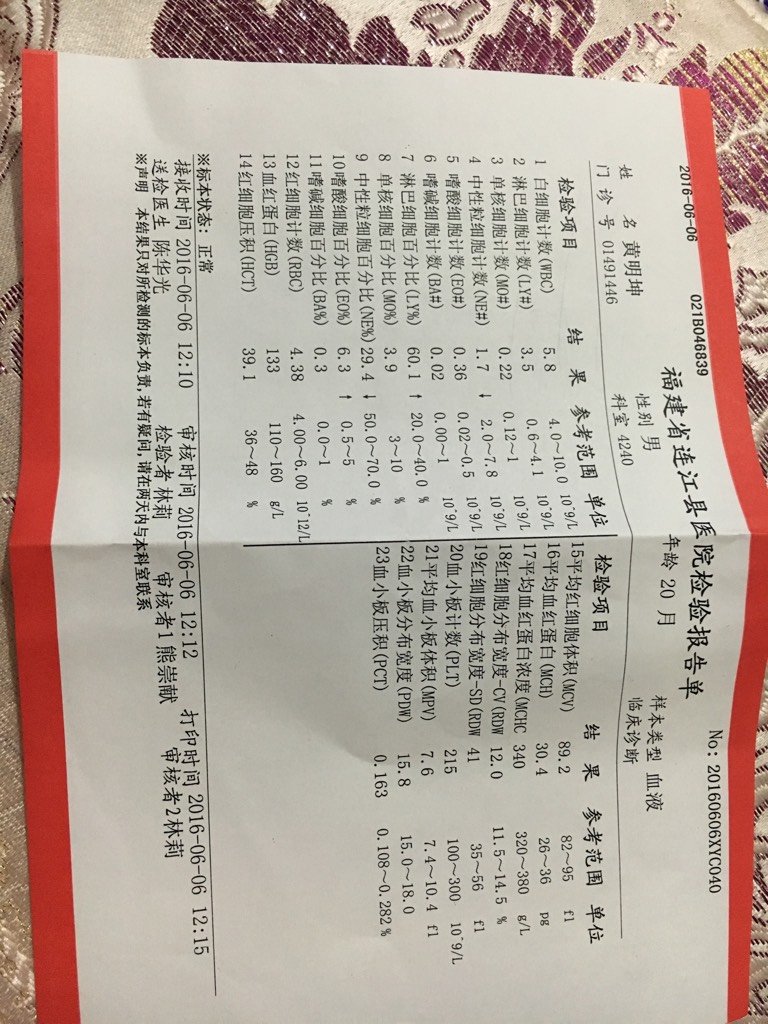 2016-06-06 021B046839 No: 20160606XYC040
福建省连江县医院检验报告单
姓 名 黄明坤 性别 男 年龄 20 月 样本类型 血液
门 诊 号 01491446 科室 4240 临床诊断
检验项目 结 果 参考范围 单位 检验项目 结 果 参考范围 单位
1 白细胞计数(WBC) 5.8 4.0~10.0 10^9/L 15平均红细胞体积(MCV) 89.2 82~95 fl
2 淋巴细胞计数(LY#) 3.5 0.6~4.1 10^9/L 16平均血红蛋白(MCH) 30.4 26~36 pg
3 单核细胞计数(MO#) 0.22 0.12~1 10^9/L 17平均血红蛋白浓度(MCHC 340 320~380 g/L
4 中性粒细胞计数(NE#) 1.7 ↓ 2.0~7.8 10^9/L 18红细胞分布宽度-CV(RDW 12.0 11.5~14.5 %
5 嗜酸细胞计数(EO#) 0.36 0.02~0.5 10^9/L 19红细胞分布宽度-SD(RDW 41 35~56 fl
6 嗜碱细胞计数(BA#) 0.02 0.00~1 10^9/L 20血小板计数(PLT) 215 100~300 10^9/L
7 淋巴细胞百分比(LY%) 60.1 ↑ 20.0~40.0 % 21平均血小板体积(MPV) 7.6 7.4~10.4 fl
8 单核细胞百分比(MO%) 3.9 3~10 % 22血小板分布宽度(PDW) 15.8 15.0~18.0
9 中性粒细胞百分比(NE%) 29.4 ↓ 50.0~70.0 % 23血小板压积(PCT) 0.163 0.108~0.282 %
10嗜酸细胞百分比(EO%) 6.3 ↑ 0.5~5 %
11嗜碱细胞百分比(BA%) 0.3 0.0~1 %
12红细胞计数(RBC) 4.38 4.00~6.00 10^12/L
13血红蛋白(HGB) 133 110~160 g/L
14红细胞压积(HCT) 39.1 36~48 %
※标本状态: 正常
接收时间 2016-06-06 12:10 审核时间 2016-06-06 12:12 打印时间 2016-06-06 12:15
送检医生 陈华光 检验者 林莉 审核者1 熊崇献 审核者2 林莉
※声明 本结果只对所检测的标本负责,若有疑问,请在两天内与本科室联系